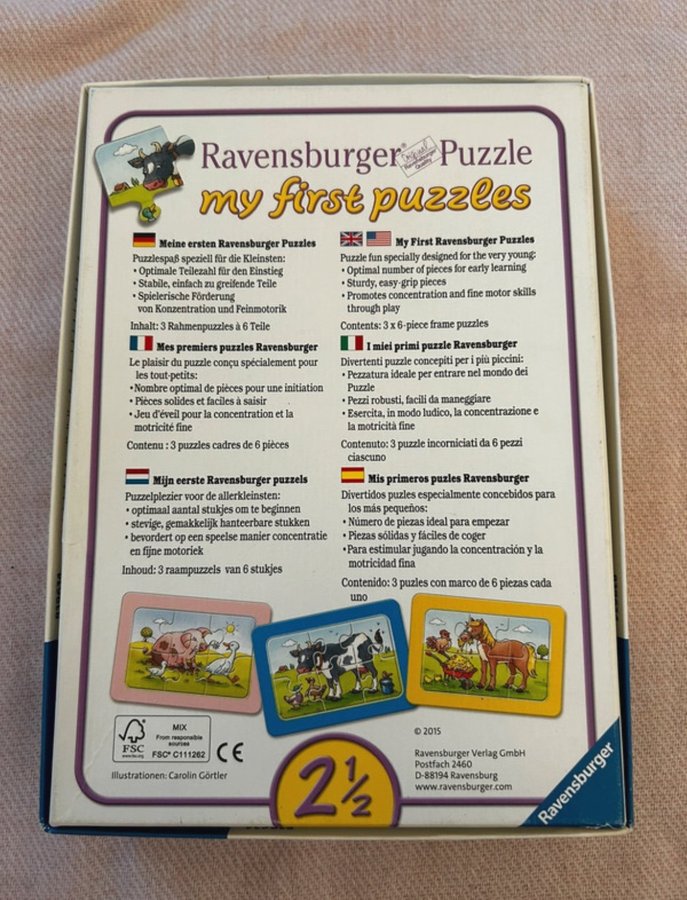 Ravensburger® Original Ravensburger Quality Puzzle
my first puzzles
Meine ersten Ravensburger Puzzles
Puzzlespaß speziell für die Kleinsten:
• Optimale Teilezahl für den Einstieg
• Stabile, einfach zu greifende Teile
• Spielerische Förderung
von Konzentration und Feinmotorik
Inhalt: 3 Rahmenpuzzles à 6 Teile
My First Ravensburger Puzzles
Puzzle fun specially designed for the very young:
• Optimal number of pieces for early learning
• Sturdy, easy-grip pieces
• Promotes concentration and fine motor skills
through play
Contents: 3 x 6-piece frame puzzles
Mes premiers puzzles Ravensburger
Le plaisir du puzzle conçu spécialement pour
les tout-petits:
• Nombre optimal de pièces pour une initiation
• Pièces solides et faciles à saisir
• Jeu d'éveil pour la concentration et la
motricité fine
Contenu : 3 puzzles cadres de 6 pièces
I miei primi puzzle Ravensburger
Divertenti puzzle concepiti per i più piccini:
• Pezzatura ideale per entrare nel mondo dei
Puzzle
• Pezzi robusti, facili da maneggiare
• Esercita, in modo ludico, la concentrazione e
la motricità fine
Contenuto: 3 puzzle incorniciati da 6 pezzi
ciascuno
Mijn eerste Ravensburger puzzels
Puzzelplezier voor de allerkleinsten:
• optimaal aantal stukjes om te beginnen
• stevige, gemakkelijk hanteerbare stukken
• bevordert op een speelse manier concentratie
en fijne motoriek
Inhoud: 3 raampuzzels van 6 stukjes
Mis primeros puzles Ravensburger
Divertidos puzles especialmente concebidos para
los más pequeños:
• Número de piezas ideal para empezar
• Piezas sólidas y fáciles de coger
• Para estimular jugando la concentración y la
motricidad fina
Contenido: 3 puzles con marco de 6 piezas cada
uno
FSC
www.fsc.org
MIX
From responsible
sources
FSC® C111262
CE
Illustrationen: Carolin Görtler
2 ½
© 2015
Ravensburger Verlag GmbH
Postfach 2460
D-88194 Ravensburg
www.ravensburger.com
Ravensburger